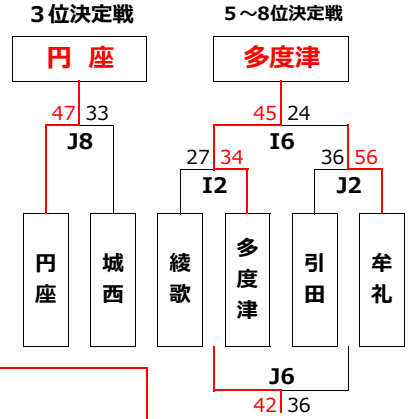 ３位決定戦
５～8位決定戦
円 座
多度津
47 33
45 24
J8
I6
27 34
36 56
I2
J2
円座
城西
綾歌
多度津
引田
牟礼
J6
42 36